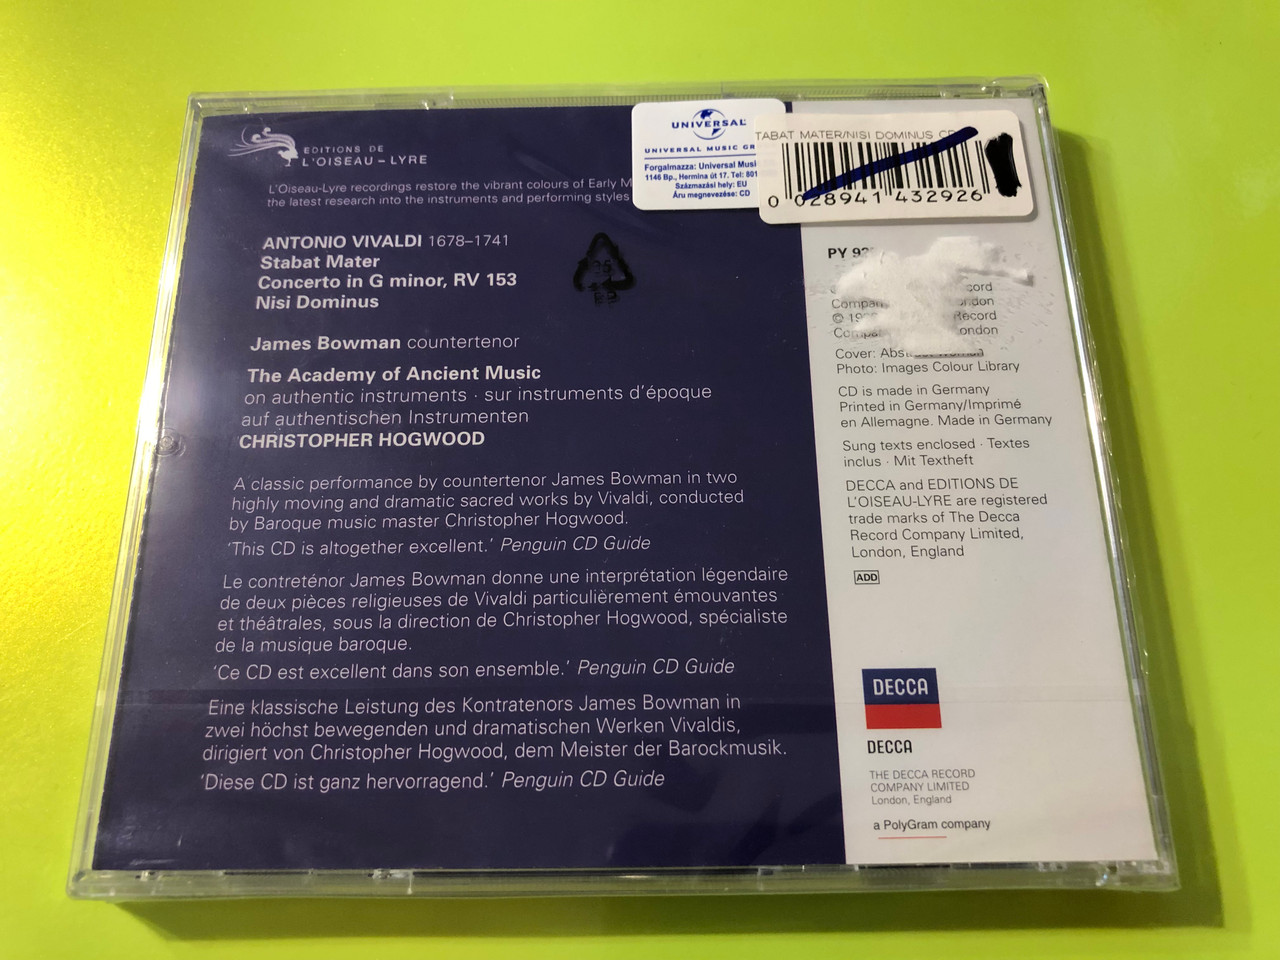 EDITIONS DE
L'OISEAU-LYRE
L'Oiseau-Lyre recordings restore the vibrant colours of Early
the latest research into the instruments and performing styles
ANTONIO VIVALDI 1678–1741
Stabat Mater
Concerto in G minor, RV 153
Nisi Dominus
James Bowman countertenor
The Academy of Ancient Music
on authentic instruments · sur instruments d'époque
auf authentischen Instrumenten
CHRISTOPHER HOGWOOD
A classic performance by countertenor James Bowman in two
highly moving and dramatic sacred works by Vivaldi, conducted
by Baroque music master Christopher Hogwood.
'This CD is altogether excellent.' Penguin CD Guide
Le contreténor James Bowman donne une interprétation légendaire
de deux pièces religieuses de Vivaldi particulièrement émouvantes
et théâtrales, sous la direction de Christopher Hogwood, spécialiste
de la musique baroque.
'Ce CD est excellent dans son ensemble.' Penguin CD Guide
Eine klassische Leistung des Kontratenors James Bowman in
zwei höchst bewegenden und dramatischen Werken Vivaldis,
dirigiert von Christopher Hogwood, dem Meister der Barockmusik.
'Diese CD ist ganz hervorragend.' Penguin CD Guide
UNIVERSAL
UNIVERSAL MUSIC
Forgalmazza: Universal
1146 Bp., Hermina út 17. Tel: 801
Származási hely: EU
Áru megnevezése: CD
TABAT MATER/NISI DOMINUS
0 028941 432926
PY
Record
London
©
Record
London
Cover:
Photo: Images Colour Library
CD is made in Germany
Printed in Germany/Imprimé
en Allemagne. Made in Germany
Sung texts enclosed · Textes
inclus · Mit Textheft
DECCA and EDITIONS DE
L'OISEAU-LYRE are registered
trade marks of The Decca
Record Company Limited,
London, England
ADD
DECCA
DECCA
THE DECCA RECORD
COMPANY LIMITED
London, England
a PolyGram company